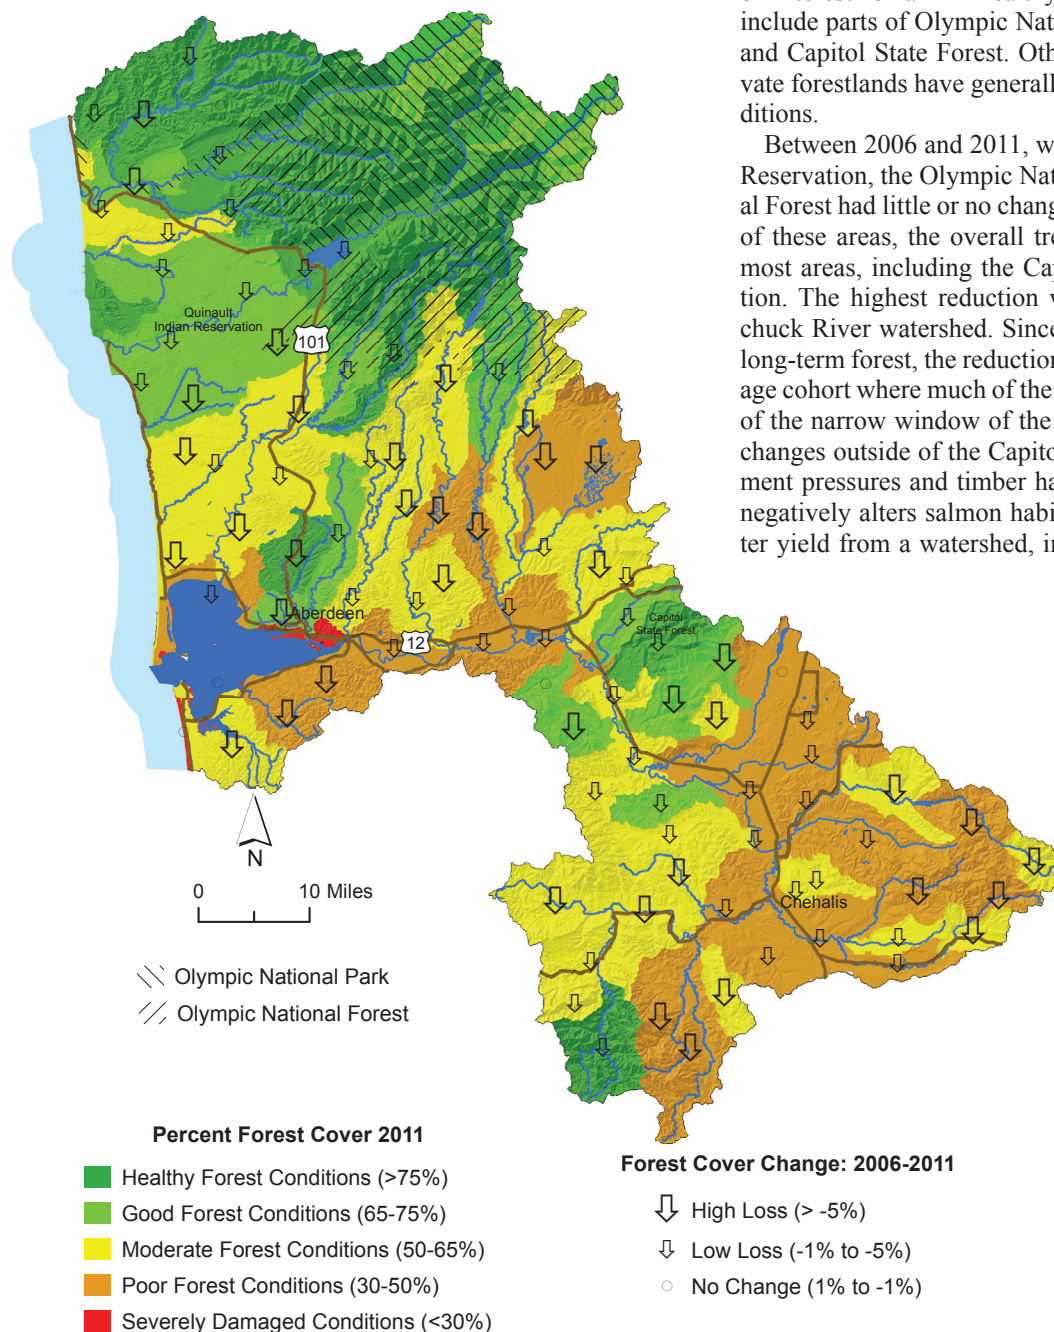 include parts of Olympic Nat
and Capitol State Forest. Oth
vate forestlands have generall
ditions.
Between 2006 and 2011, w
Reservation, the Olympic Nat
al Forest had little or no chang
of these areas, the overall tre
most areas, including the Cap
tion. The highest reduction w
chuck River watershed. Since
long-term forest, the reduction
age cohort where much of the
of the narrow window of the
changes outside of the Capito
ment pressures and timber ha
negatively alters salmon habi
ter yield from a watershed, in
Quinault
Indian Reservation
101
Aberdeen
12
Capitol
State Forest
Chehalis
N
0 10 Miles
Olympic National Park
Olympic National Forest
Percent Forest Cover 2011
Healthy Forest Conditions (>75%)
Good Forest Conditions (65-75%)
Moderate Forest Conditions (50-65%)
Poor Forest Conditions (30-50%)
Severely Damaged Conditions (<30%)
Forest Cover Change: 2006-2011
High Loss (> -5%)
Low Loss (-1% to -5%)
No Change (1% to -1%)